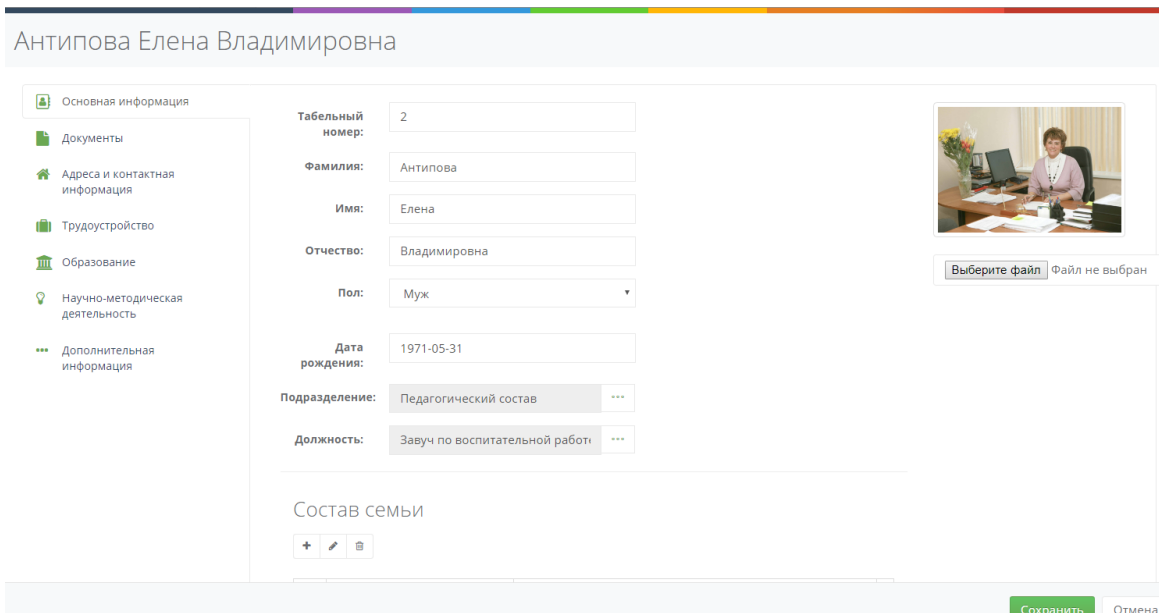 Антипова Елена Владимировна
Основная информация
Документы
Адреса и контактная
информация
Трудоустройство
Образование
Научно-методическая
деятельность
Дополнительная
информация
Табельный
номер:
2
Фамилия:
Антипова
Имя:
Елена
Отчество:
Владимировна
Пол:
Муж
Дата
рождения:
1971-05-31
Подразделение:
Педагогический состав
Должность:
Завуч по воспитательной работе
Выберите файл Файл не выбран
Состав семьи
Сохранить
Отмена